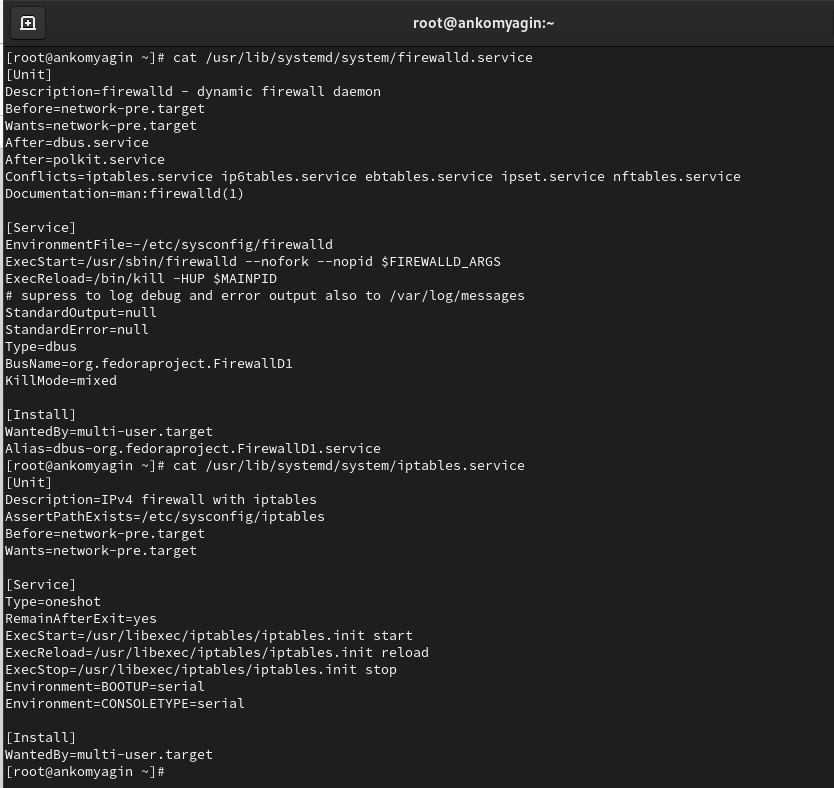 root@ankomyagin:~
[root@ankomyagin ~]# cat /usr/lib/systemd/system/firewalld.service
[Unit]
Description=firewalld - dynamic firewall daemon
Before=network-pre.target
Wants=network-pre.target
After=dbus.service
After=polkit.service
Conflicts=iptables.service ip6tables.service ebtables.service ipset.service nftables.service
Documentation=man:firewalld(1)

[Service]
EnvironmentFile=-/etc/sysconfig/firewalld
ExecStart=/usr/sbin/firewalld --nofork --nopid $FIREWALLD_ARGS
ExecReload=/bin/kill -HUP $MAINPID
# supress to log debug and error output also to /var/log/messages
StandardOutput=null
StandardError=null
Type=dbus
BusName=org.fedoraproject.FirewallD1
KillMode=mixed

[Install]
WantedBy=multi-user.target
Alias=dbus-org.fedoraproject.FirewallD1.service
[root@ankomyagin ~]# cat /usr/lib/systemd/system/iptables.service
[Unit]
Description=IPv4 firewall with iptables
AssertPathExists=/etc/sysconfig/iptables
Before=network-pre.target
Wants=network-pre.target

[Service]
Type=oneshot
RemainAfterExit=yes
ExecStart=/usr/libexec/iptables/iptables.init start
ExecReload=/usr/libexec/iptables/iptables.init reload
ExecStop=/usr/libexec/iptables/iptables.init stop
Environment=BOOTUP=serial
Environment=CONSOLETYPE=serial

[Install]
WantedBy=multi-user.target
[root@ankomyagin ~]#